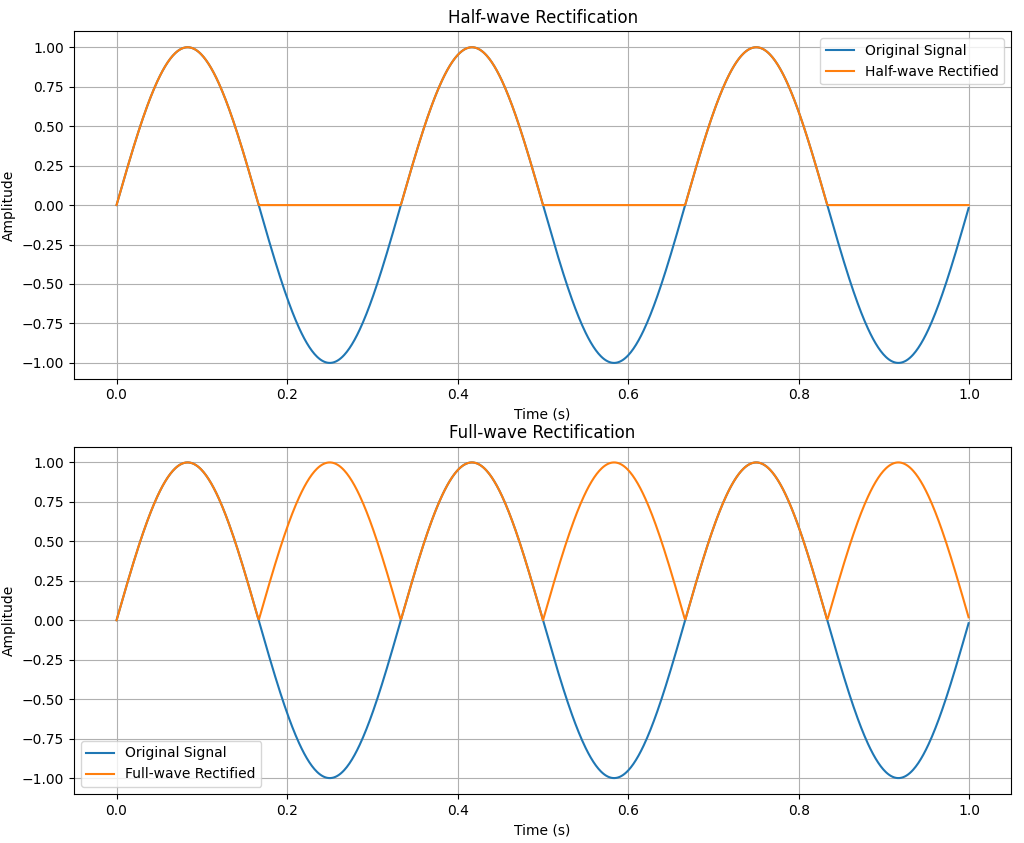 Half-wave Rectification
1.00
0.75
0.50
0.25
0.00
−0.25
−0.50
−0.75
−1.00
Amplitude
Original Signal
Half-wave Rectified
0.0 0.2 0.4 0.6 0.8 1.0
Time (s)
Full-wave Rectification
1.00
0.75
0.50
0.25
0.00
−0.25
−0.50
−0.75
−1.00
Amplitude
Original Signal
Full-wave Rectified
0.0 0.2 0.4 0.6 0.8 1.0
Time (s)